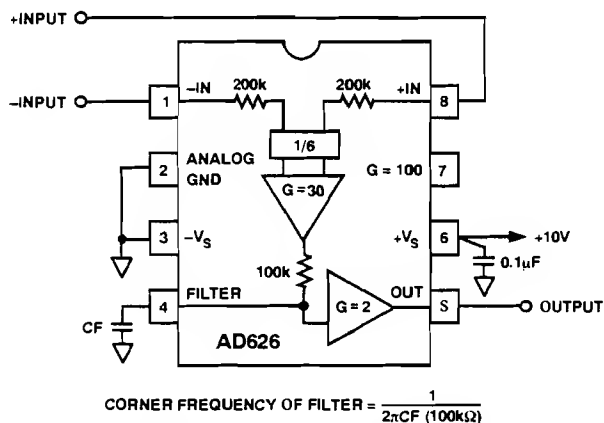 +INPUT
-INPUT
1
-IN
200k
200k
+IN
8
1/6
2
ANALOG
GND
G = 30
G = 100
7
3
-VS
+VS
6
+10V
0.1µF
100k
4
FILTER
G = 2
OUT
S
OUTPUT
CF
AD626
CORNER FREQUENCY OF FILTER = 1 / 2πCF (100kΩ)